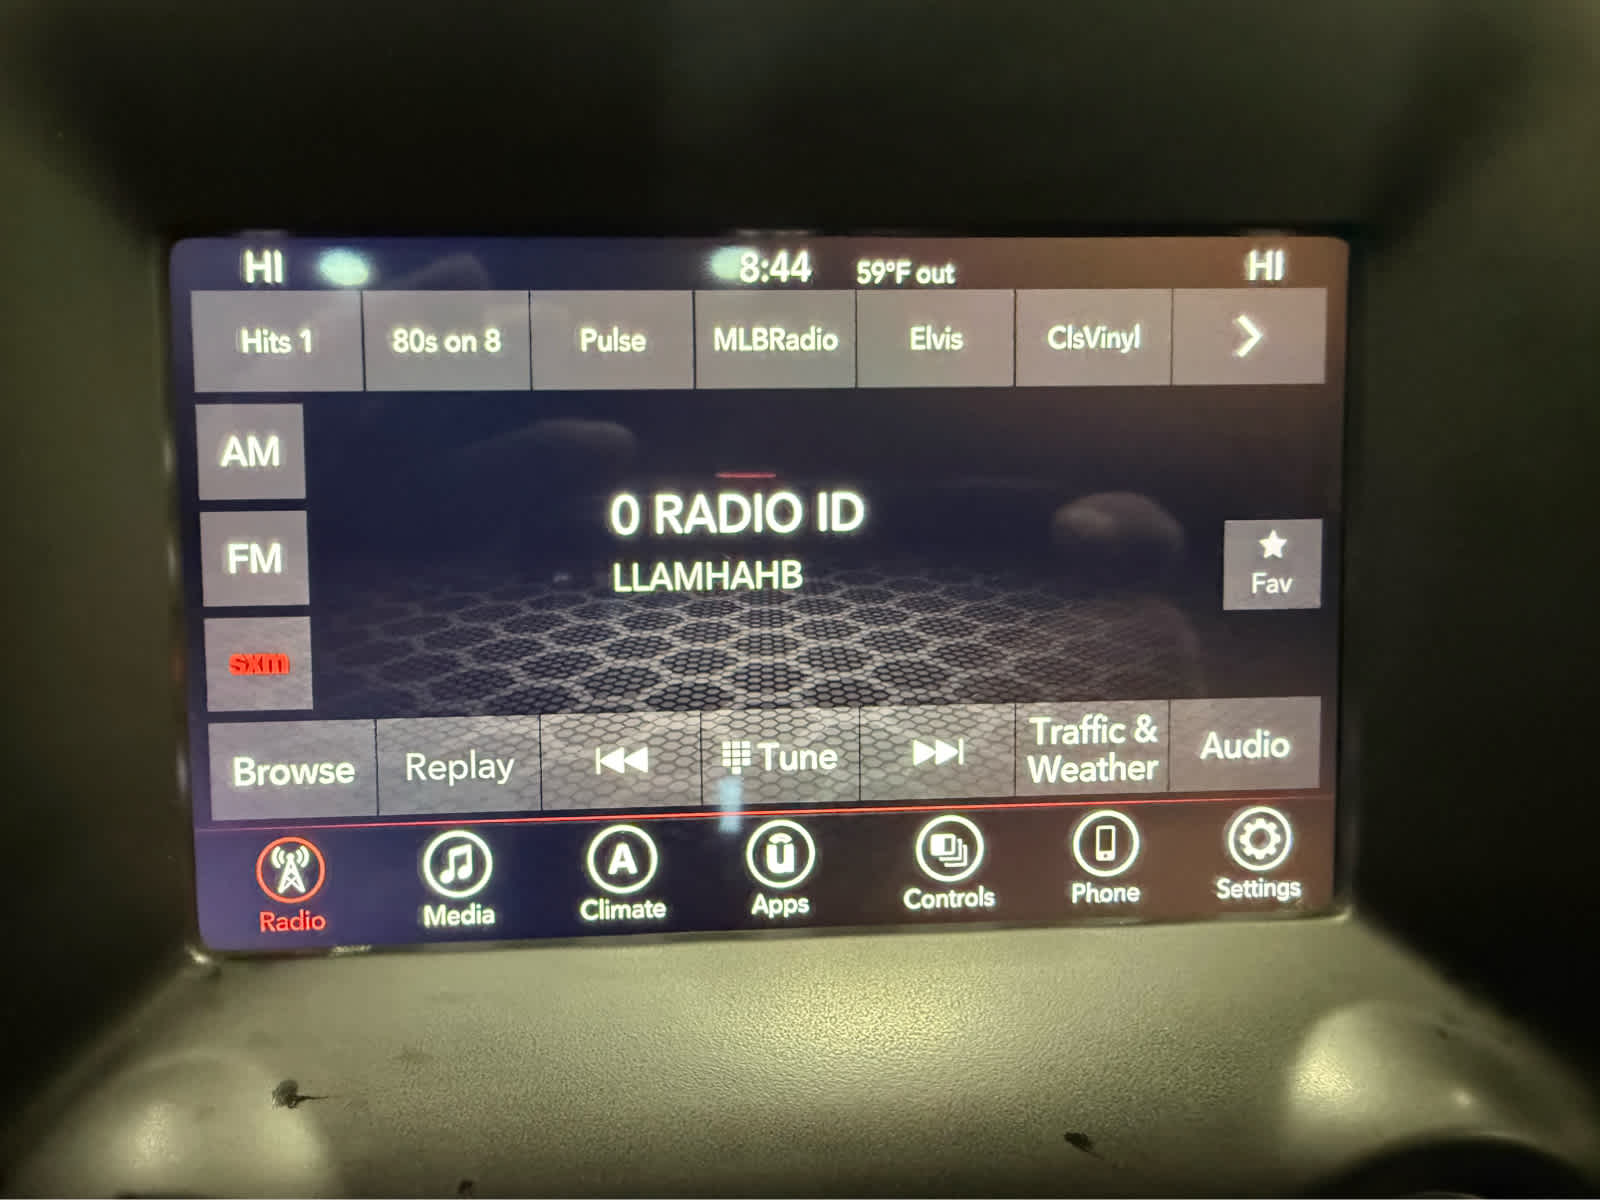 HI 8:44 59°F out HI
Hits 1 80s on 8 Pulse MLBRadio Elvis ClsVinyl
AM
0 RADIO ID
LLAMHAHB
FM
Fav
sxm
Browse Replay Tune Traffic & Weather Audio
Radio Media A Climate u Apps Controls Phone Settings